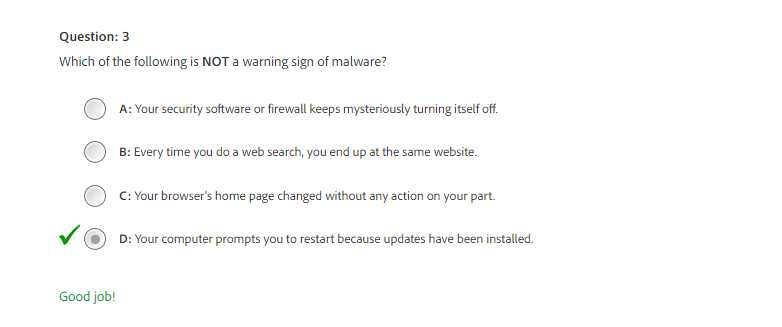 Question: 3
Which of the following is NOT a warning sign of malware?
A: Your security software or firewall keeps mysteriously turning itself off.
B: Every time you do a web search, you end up at the same website.
C: Your browser's home page changed without any action on your part.
D: Your computer prompts you to restart because updates have been installed.
Good job!